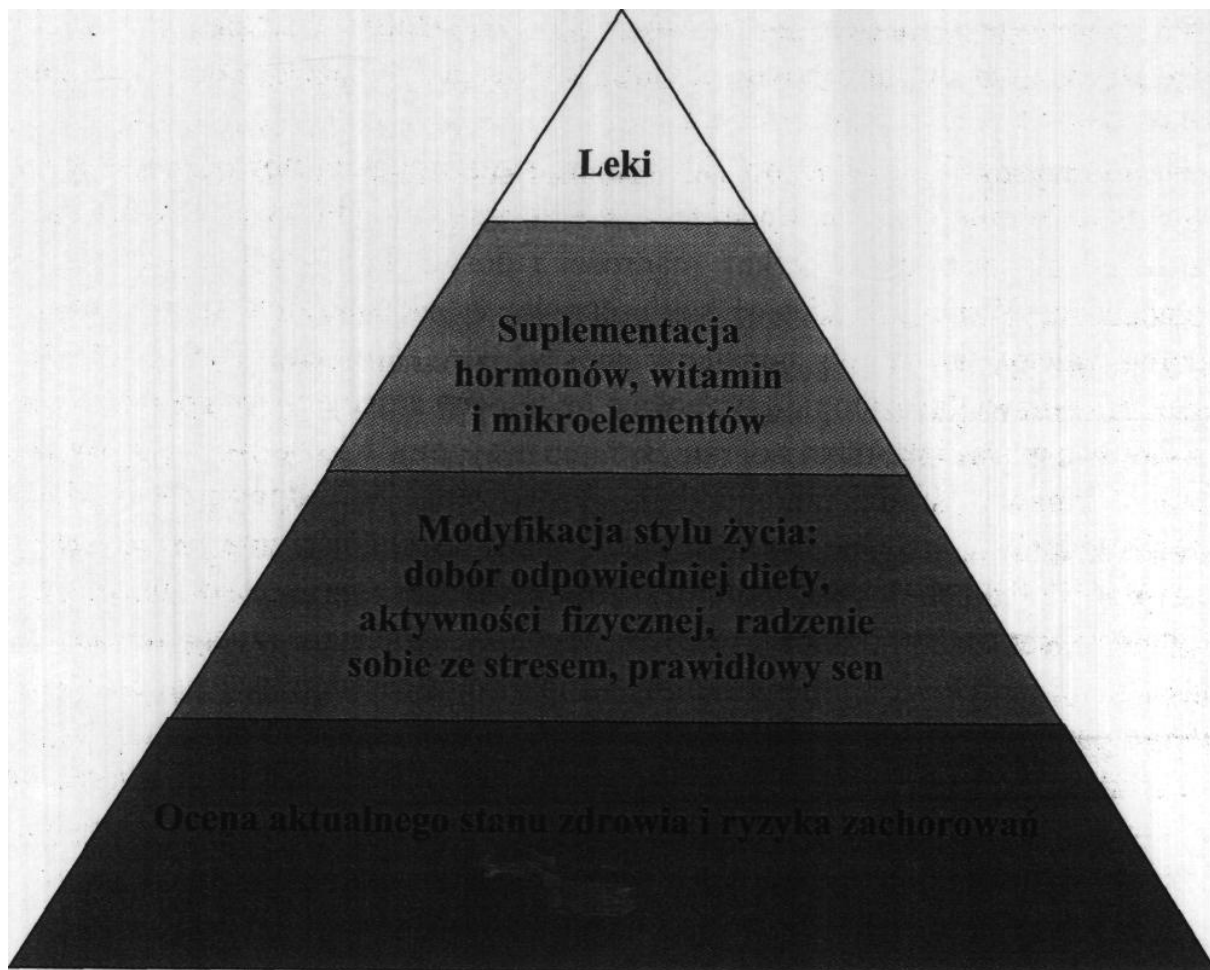 Leki
Suplementacja
hormonów, witamin
i mikroelementów
Modyfikacja stylu życia:
dobór odpowiedniej diety,
aktywności fizycznej, radzenie
sobie ze stresem, prawidłowy sen
Ocena aktualnego stanu zdrowia i ryzyka zachorowań